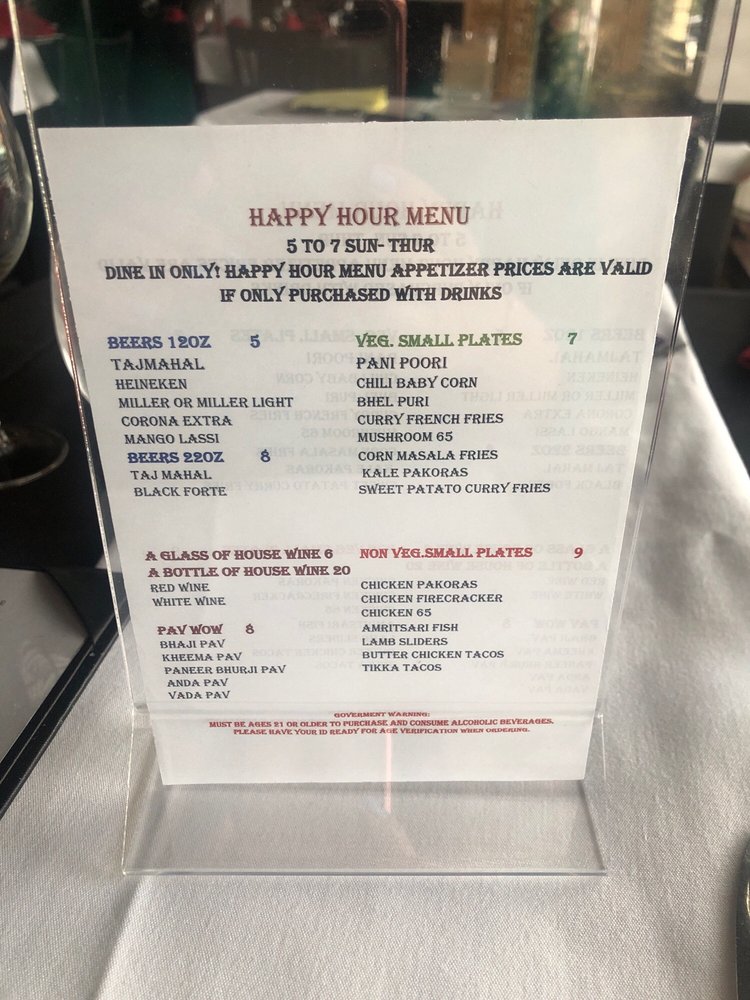 HAPPY HOUR MENU
5 TO 7 SUN- THUR
DINE IN ONLY! HAPPY HOUR MENU APPETIZER PRICES ARE VALID
IF ONLY PURCHASED WITH DRINKS
BEERS 12OZ 5
TAJMAHAL
HEINEKEN
MILLER OR MILLER LIGHT
CORONA EXTRA
MANGO LASSI
BEERS 22OZ 8
TAJ MAHAL
BLACK FORTE
VEG. SMALL PLATES 7
PANI POORI
CHILI BABY CORN
BHEL PURI
CURRY FRENCH FRIES
MUSHROOM 65
CORN MASALA FRIES
KALE PAKORAS
SWEET PATATO CURRY FRIES
A GLASS OF HOUSE WINE 6
A BOTTLE OF HOUSE WINE 20
RED WINE
WHITE WINE
PAV WOW 8
BHAJI PAV
KHEEMA PAV
PANEER BHURJI PAV
ANDA PAV
VADA PAV
NON VEG.SMALL PLATES 9
CHICKEN PAKORAS
CHICKEN FIRECRACKER
CHICKEN 65
AMRITSARI FISH
LAMB SLIDERS
BUTTER CHICKEN TACOS
TIKKA TACOS
GOVERMENT WARNING:
MUST BE AGES 21 OR OLDER TO PURCHASE AND CONSUME ALCOHOLIC BEVERAGES.
PLEASE HAVE YOUR ID READY FOR AGE VERIFICATION WHEN ORDERING.